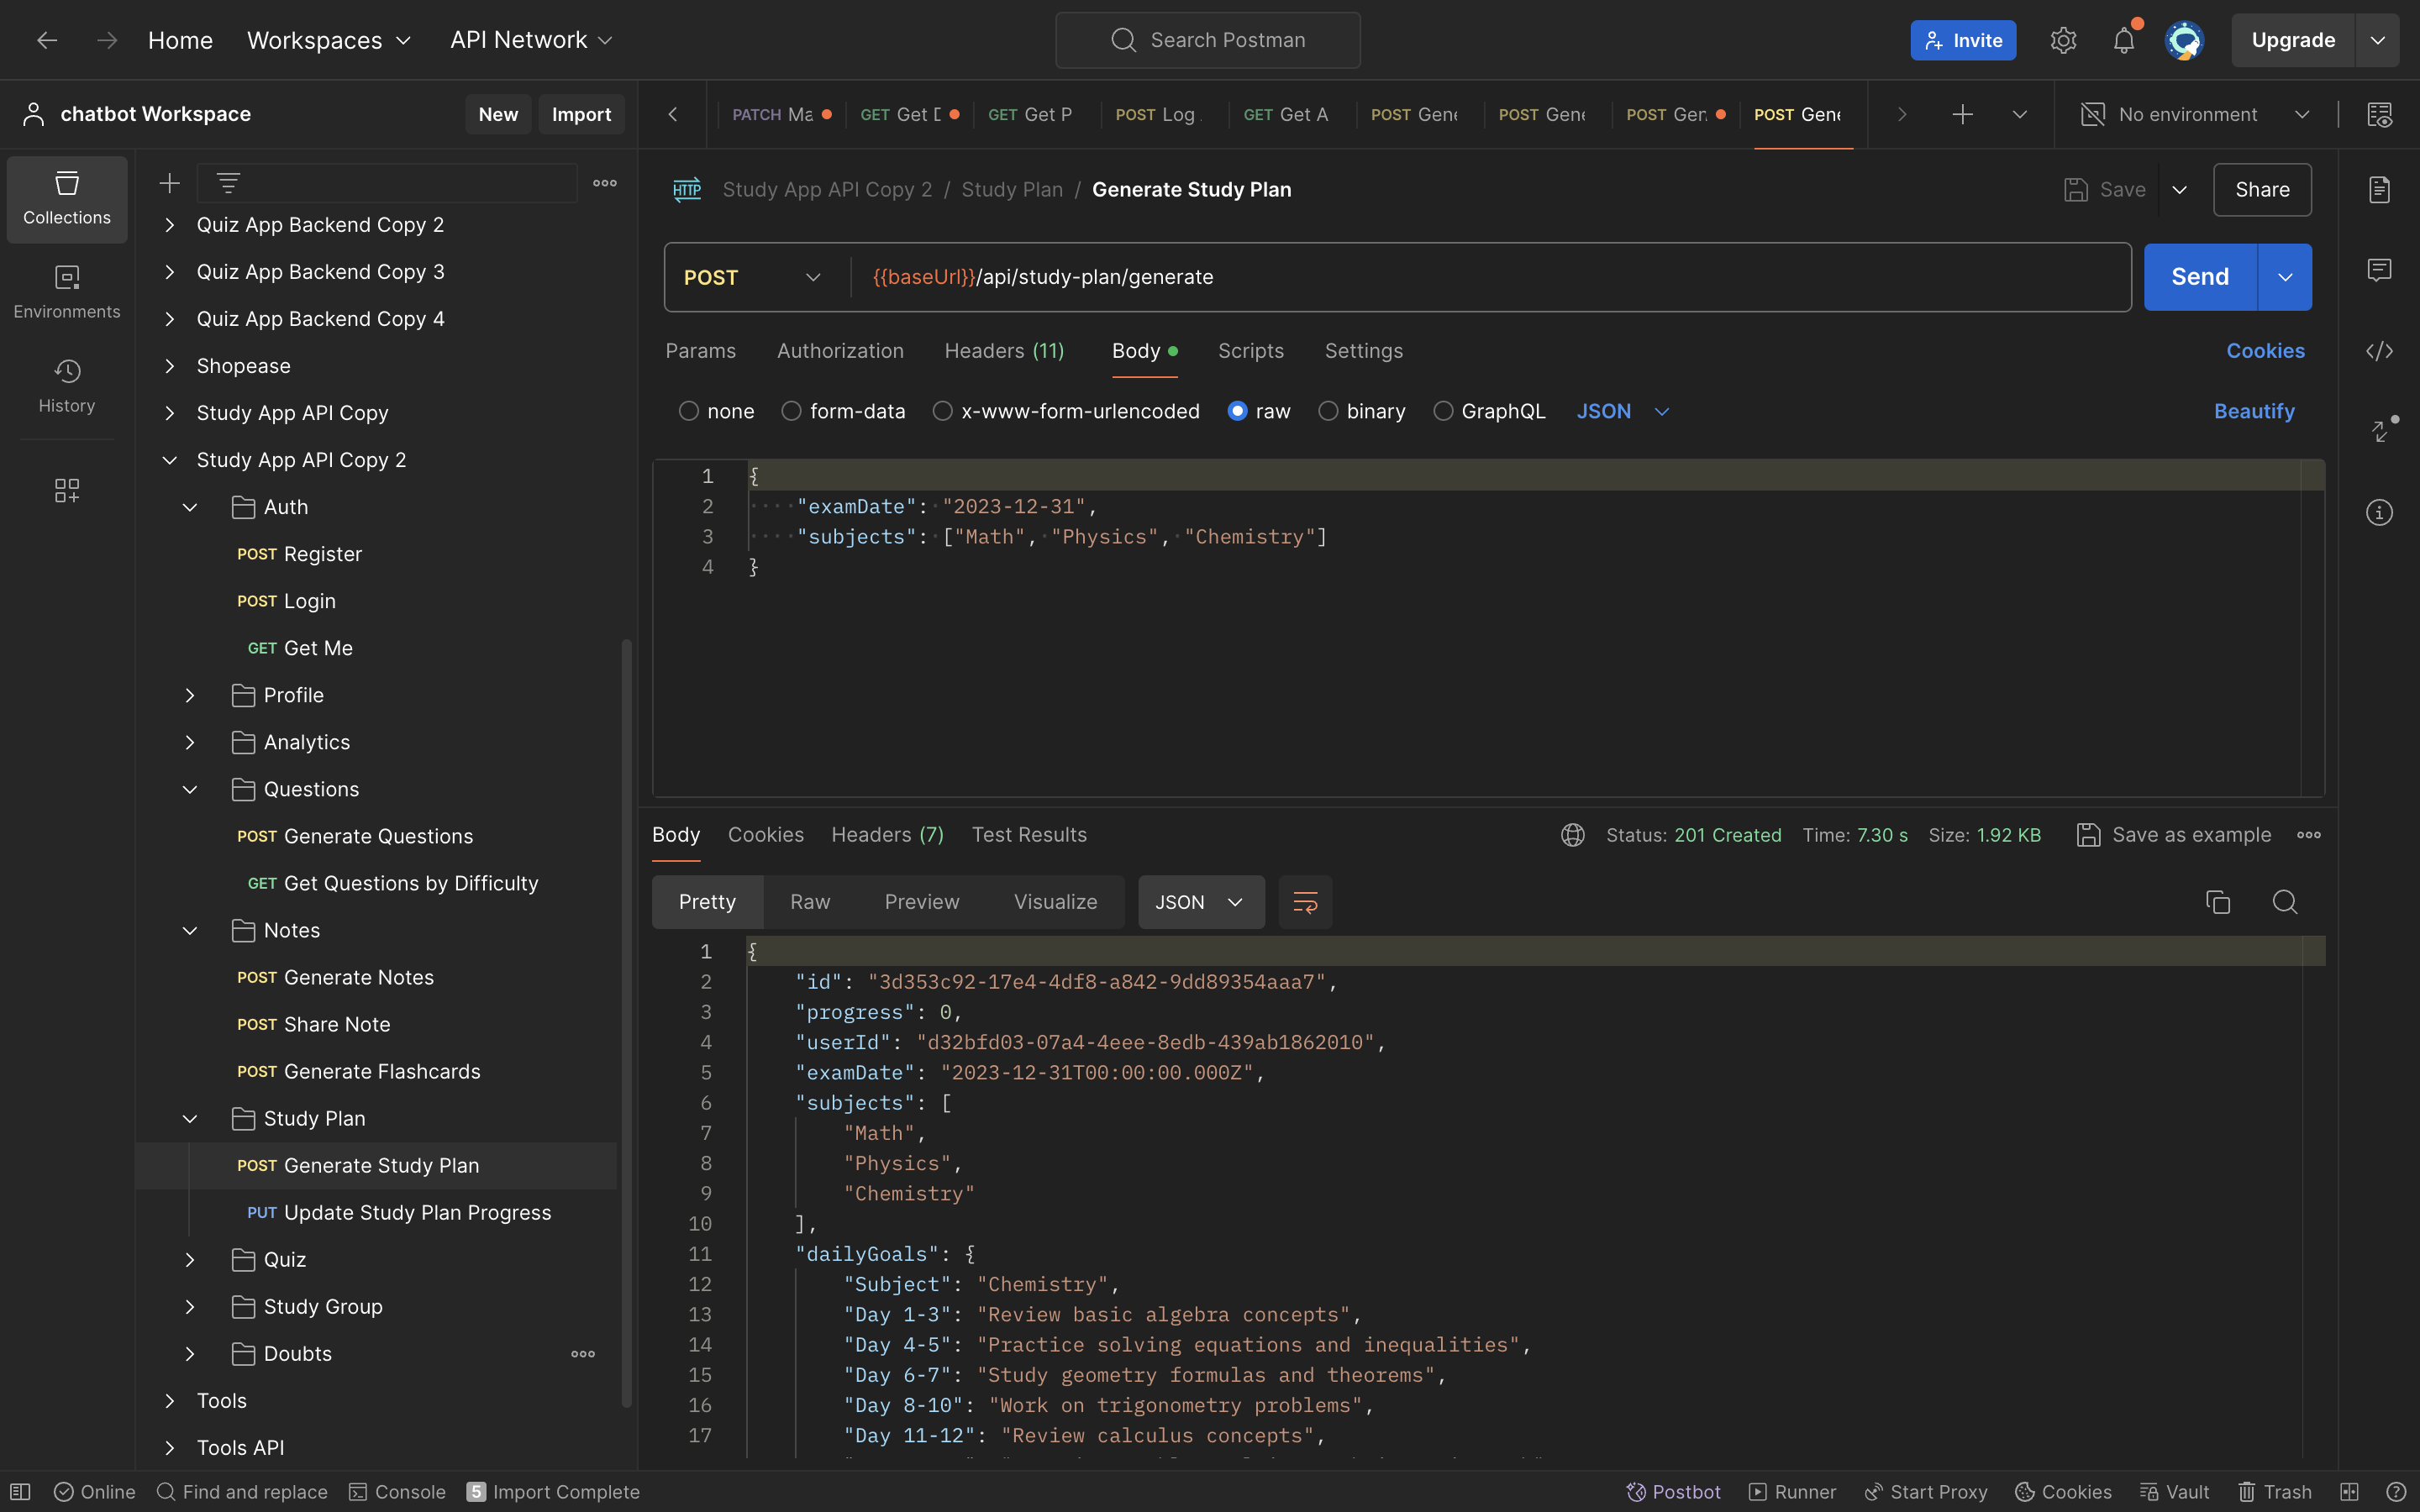 Home Workspaces API Network Search Postman Invite Upgrade
chatbot Workspace New Import
PATCH Ma GET Get D GET Get P POST Log GET Get A POST Gene POST Gene POST Gen POST Gene No environment
Collections
Environments
History
Quiz App Backend Copy 2
Quiz App Backend Copy 3
Quiz App Backend Copy 4
Shopease
Study App API Copy
Study App API Copy 2
Auth
POST Register
POST Login
GET Get Me
Profile
Analytics
Questions
POST Generate Questions
GET Get Questions by Difficulty
Notes
POST Generate Notes
POST Share Note
POST Generate Flashcards
Study Plan
POST Generate Study Plan
PUT Update Study Plan Progress
Quiz
Study Group
Doubts
Tools
Tools API
HTTP Study App API Copy 2 / Study Plan / Generate Study Plan Save Share
POST {{baseUrl}}/api/study-plan/generate Send
Params Authorization Headers (11) Body Scripts Settings Cookies
none form-data x-www-form-urlencoded raw binary GraphQL JSON Beautify
1 {
2 "examDate": "2023-12-31",
3 "subjects": ["Math", "Physics", "Chemistry"]
4 }
Body Cookies Headers (7) Test Results Status: 201 Created Time: 7.30 s Size: 1.92 KB Save as example
Pretty Raw Preview Visualize JSON
1 {
2 "id": "3d353c92-17e4-4df8-a842-9dd89354aaa7",
3 "progress": 0,
4 "userId": "d32bfd03-07a4-4eee-8edb-439ab1862010",
5 "examDate": "2023-12-31T00:00:00.000Z",
6 "subjects": [
7 "Math",
8 "Physics",
9 "Chemistry"
10 ],
11 "dailyGoals": {
12 "Subject": "Chemistry",
13 "Day 1-3": "Review basic algebra concepts",
14 "Day 4-5": "Practice solving equations and inequalities",
15 "Day 6-7": "Study geometry formulas and theorems",
16 "Day 8-10": "Work on trigonometry problems",
17 "Day 11-12": "Review calculus concepts",
Online Find and replace Console 5 Import Complete Postbot Runner Start Proxy Cookies Vault Trash